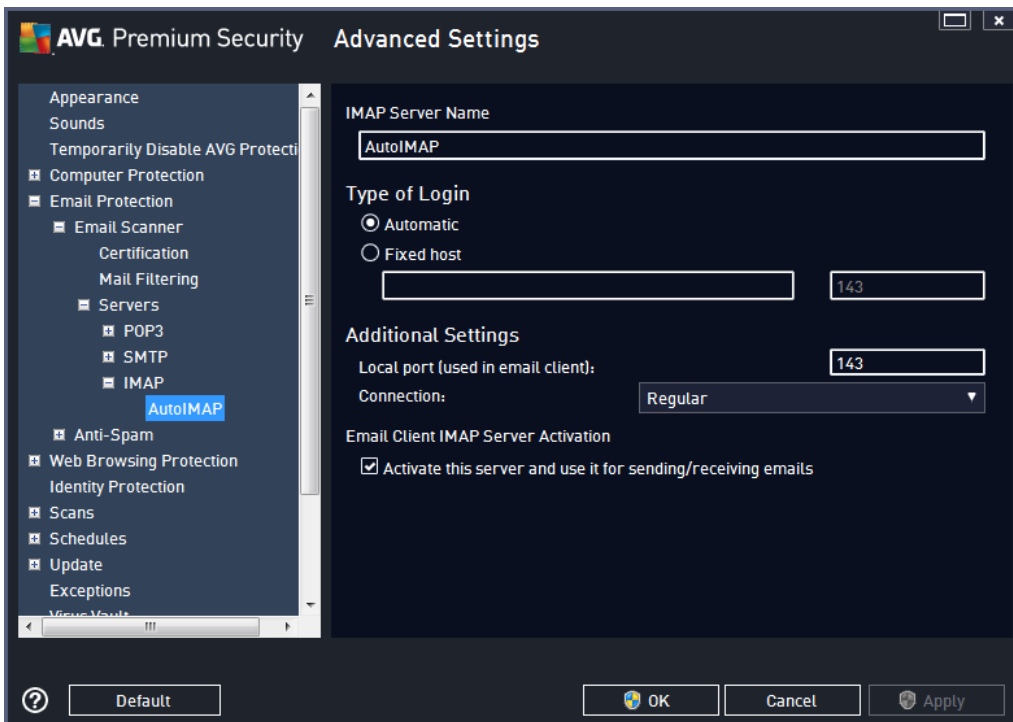 AVG. Premium Security Advanced Settings
Appearance
Sounds
Temporarily Disable AVG Protecti
Computer Protection
Email Protection
Email Scanner
Certification
Mail Filtering
Servers
POP3
SMTP
IMAP
AutoIMAP
Anti-Spam
Web Browsing Protection
Identity Protection
Scans
Schedules
Update
Exceptions
Virus Vault
IMAP Server Name
AutoIMAP
Type of Login
Automatic
Fixed host
143
Additional Settings
Local port (used in email client): 143
Connection: Regular
Email Client IMAP Server Activation
Activate this server and use it for sending/receiving emails
? Default OK Cancel Apply